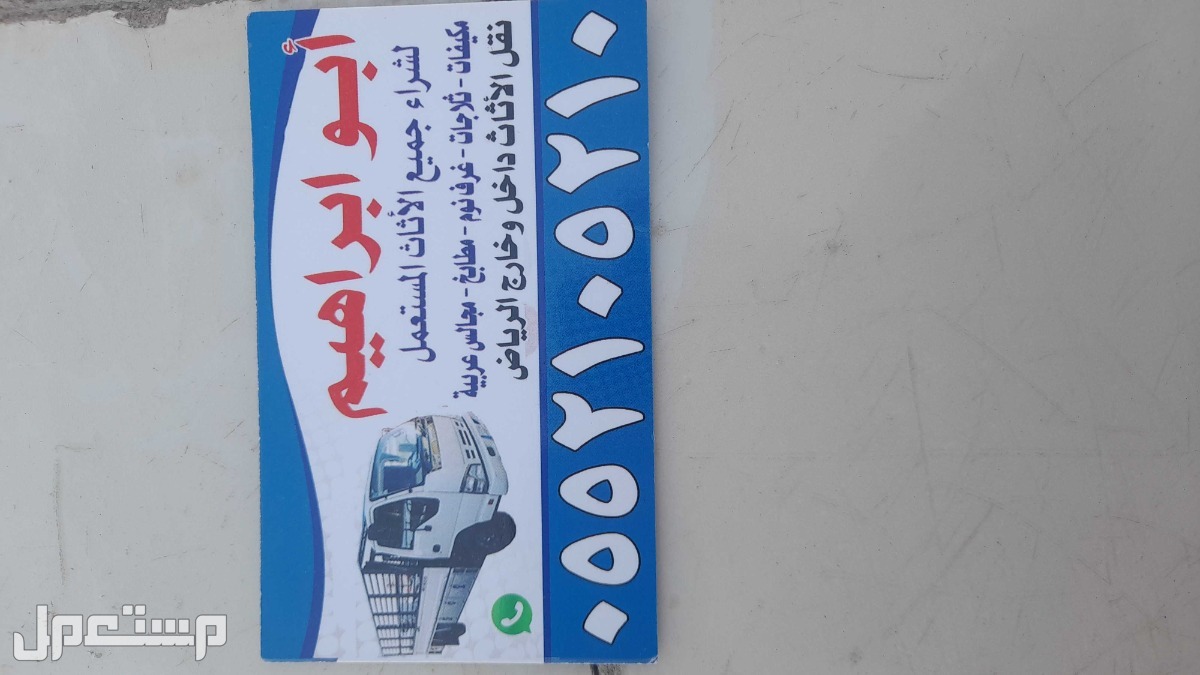 أبو ابراهيم
لشراء جميع الأثاث المستعمل
مكيفات - ثلاجات - غرف نوم - مطابخ - مجالس عربية
نقل الأثاث داخل وخارج الرياض
٠٥٥٢١٠٥٢١٠
مستعمل